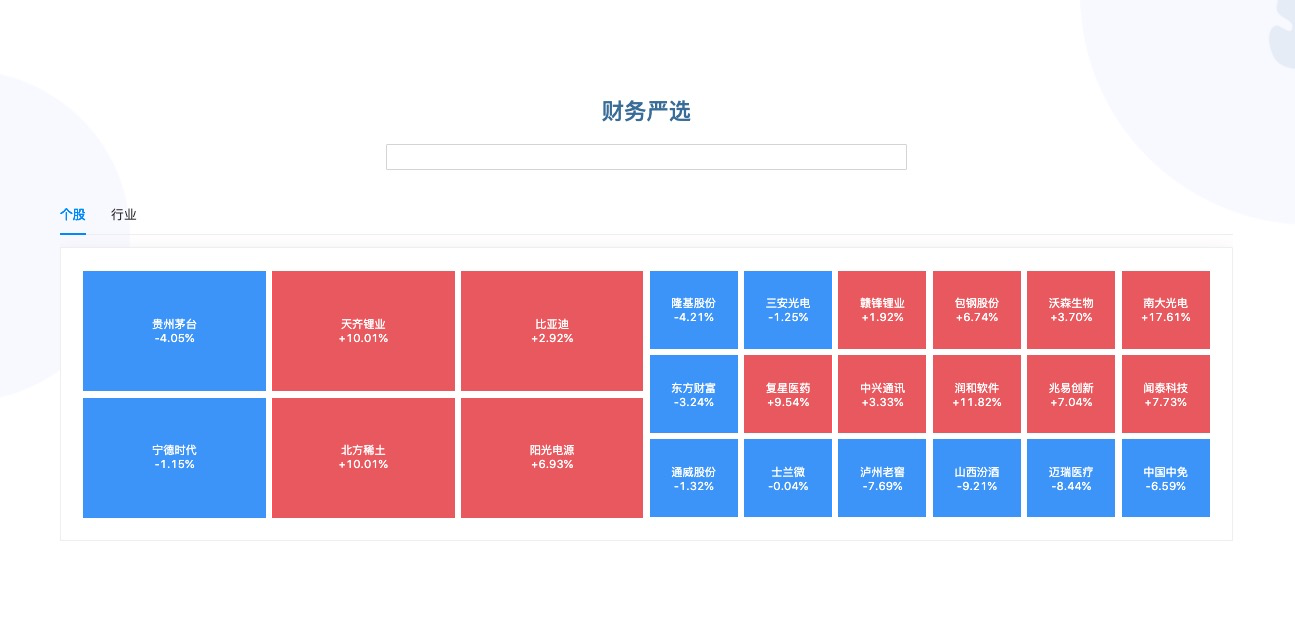 财务严选
个股
行业
贵州茅台
-4.05%
天齐锂业
+10.01%
比亚迪
+2.92%
宁德时代
-1.15%
北方稀土
+10.01%
阳光电源
+6.93%
隆基股份
-4.21%
三安光电
-1.25%
赣锋锂业
+1.92%
包钢股份
+6.74%
沃森生物
+3.70%
南大光电
+17.61%
东方财富
-3.24%
复星医药
+9.54%
中兴通讯
+3.33%
润和软件
+11.82%
兆易创新
+7.04%
闻泰科技
+7.73%
通威股份
-1.32%
士兰微
-0.04%
泸州老窖
-7.69%
山西汾酒
-9.21%
迈瑞医疗
-8.44%
中国中免
-6.59%